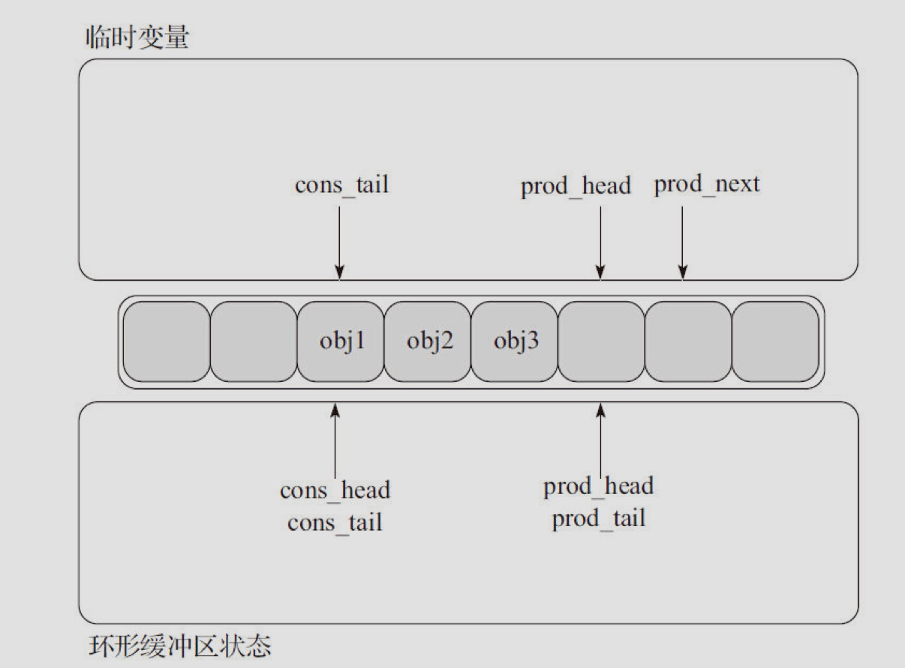 临时变量
cons_tail
prod_head
prod_next
obj1
obj2
obj3
cons_head
cons_tail
prod_head
prod_tail
环形缓冲区状态